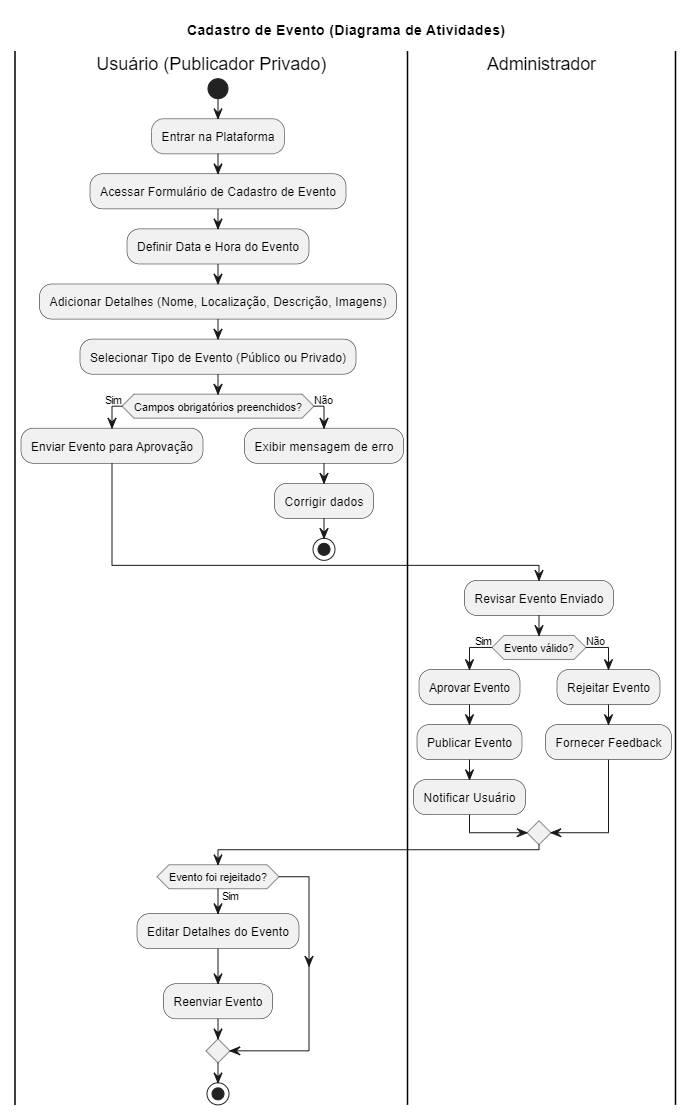 Cadastro de Evento (Diagrama de Atividades)
Usuário (Publicador Privado)
Administrador
Entrar na Plataforma
Acessar Formulário de Cadastro de Evento
Definir Data e Hora do Evento
Adicionar Detalhes (Nome, Localização, Descrição, Imagens)
Selecionar Tipo de Evento (Público ou Privado)
Sim
Campos obrigatórios preenchidos?
Não
Enviar Evento para Aprovação
Exibir mensagem de erro
Corrigir dados
Revisar Evento Enviado
Sim
Evento válido?
Não
Aprovar Evento
Rejeitar Evento
Publicar Evento
Fornecer Feedback
Notificar Usuário
Evento foi rejeitado?
Sim
Editar Detalhes do Evento
Reenviar Evento